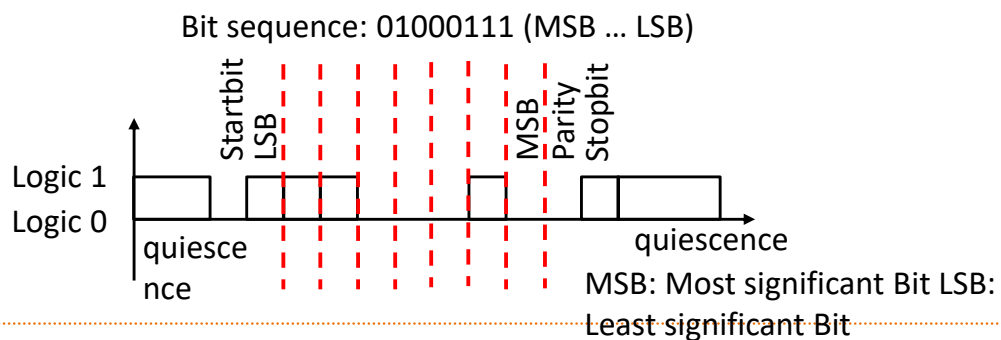 Bit sequence: 01000111 (MSB ... LSB)
Startbit
LSB
MSB
Parity
Stopbit
Logic 1
Logic 0
quiesce
nce
quiescence
MSB: Most significant Bit LSB:
Least significant Bit